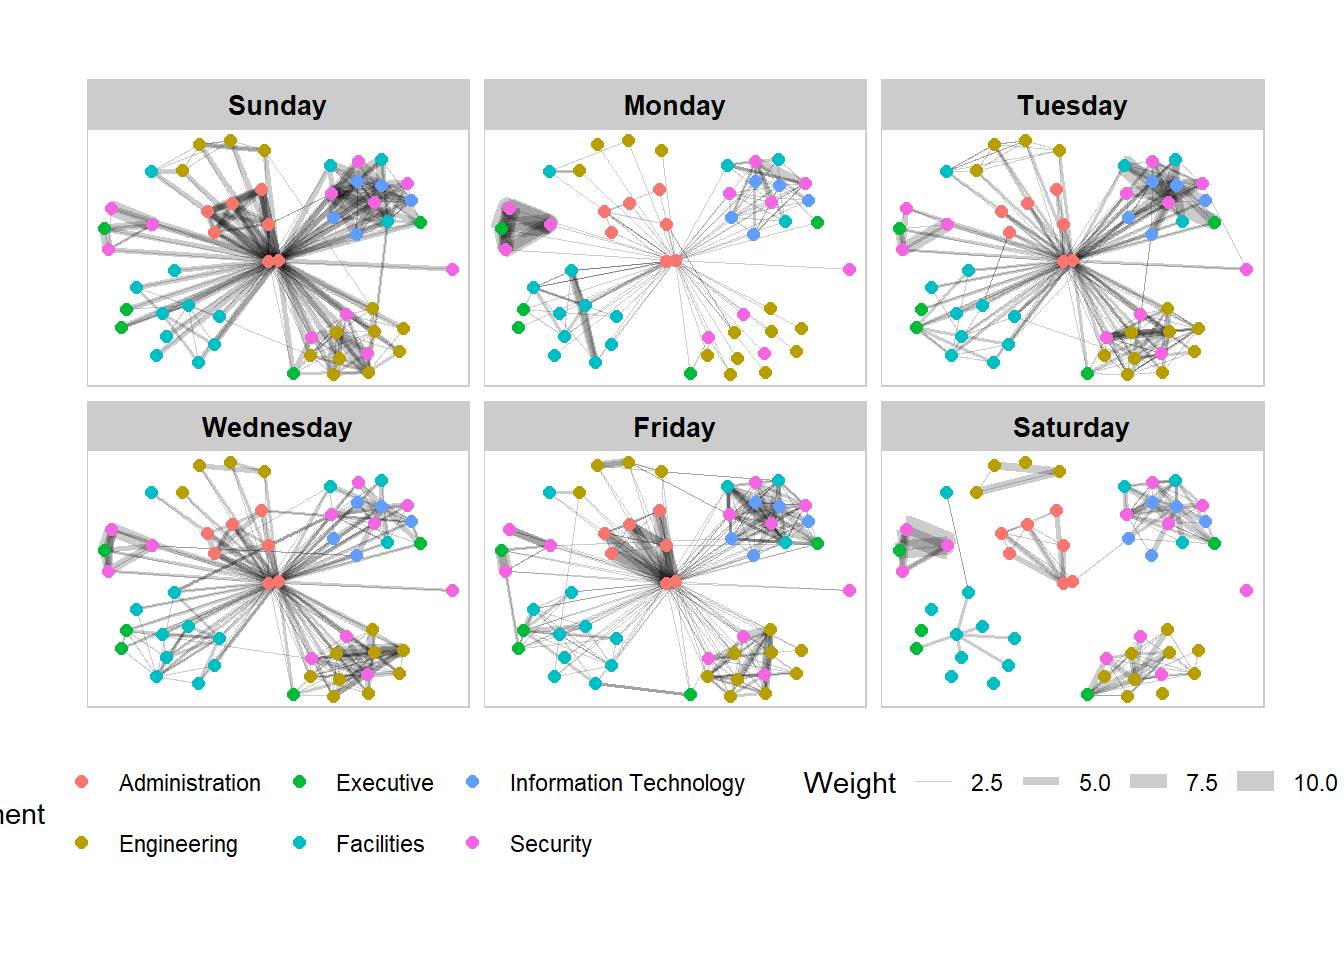 Sunday Monday Tuesday
Wednesday Friday Saturday
Administration Executive Information Technology Weight 2.5 5.0 7.5 10.0
Engineering Facilities Security